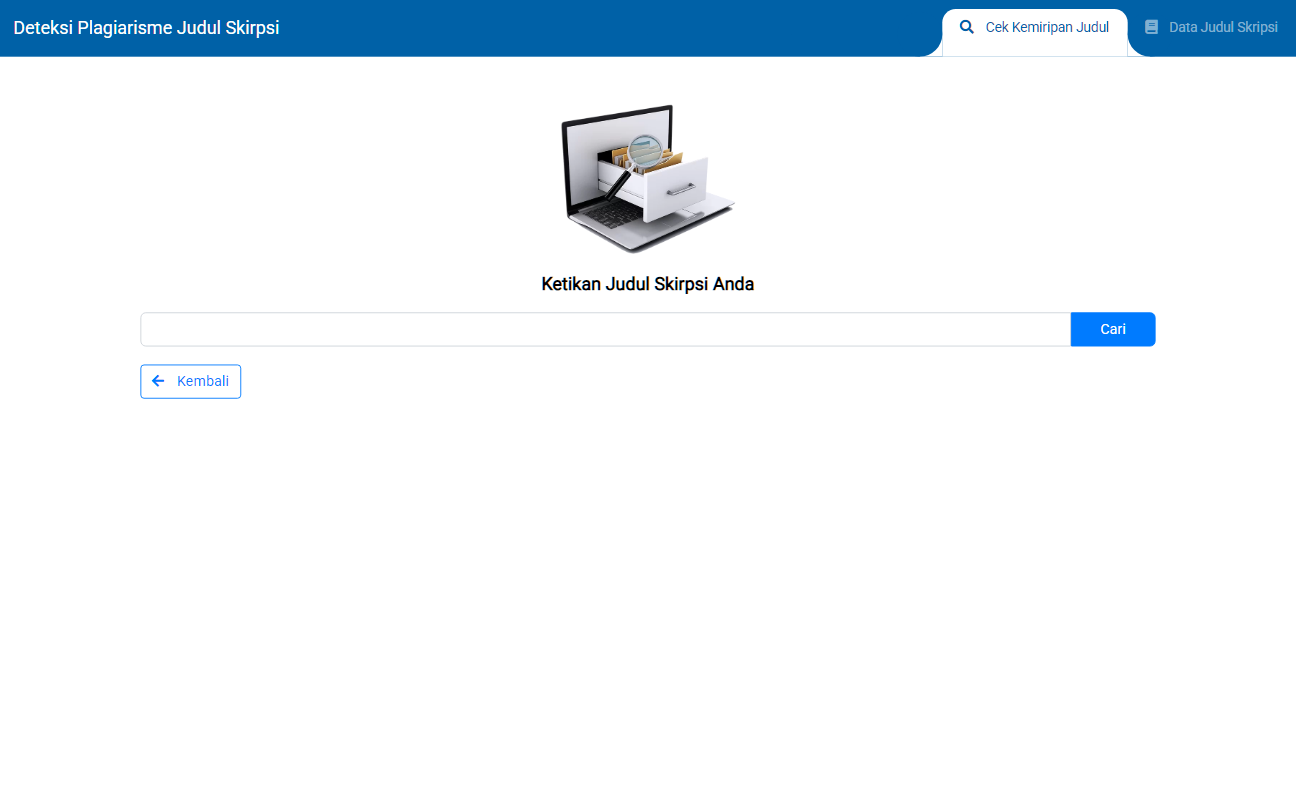 Deteksi Plagiarisme Judul Skirpsi
Cek Kemiripan Judul
Data Judul Skripsi
Ketikan Judul Skirpsi Anda
Cari
Kembali